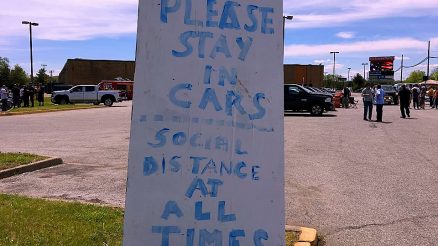 PLEASE
STAY
IN
CARS
SOCIAL
DISTANCE
AT
ALL
TIMES